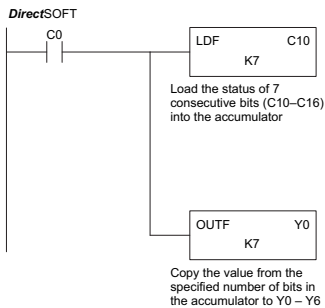 DirectSOFT
C0
LDF C10
K7
Load the status of 7
consecutive bits (C10–C16)
into the accumulator
OUTF Y0
K7
Copy the value from the
specified number of bits in
the accumulator to Y0 – Y6